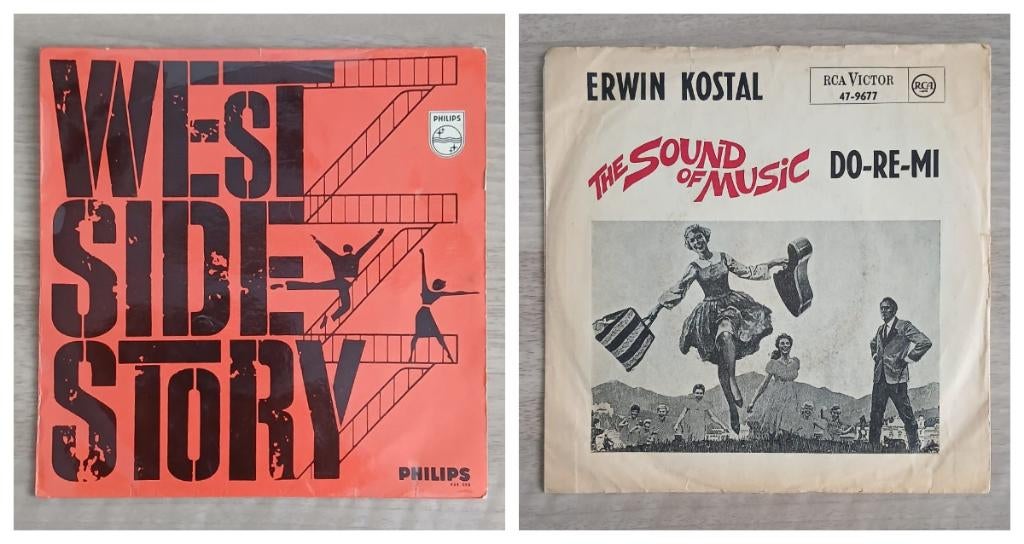 WEST
SIDE
STORY
PHILIPS
PHILIPS
ERWIN KOSTAL
RCA VICTOR
47-9677
RCA
THE SOUND
OF MUSIC
DO-RE-MI